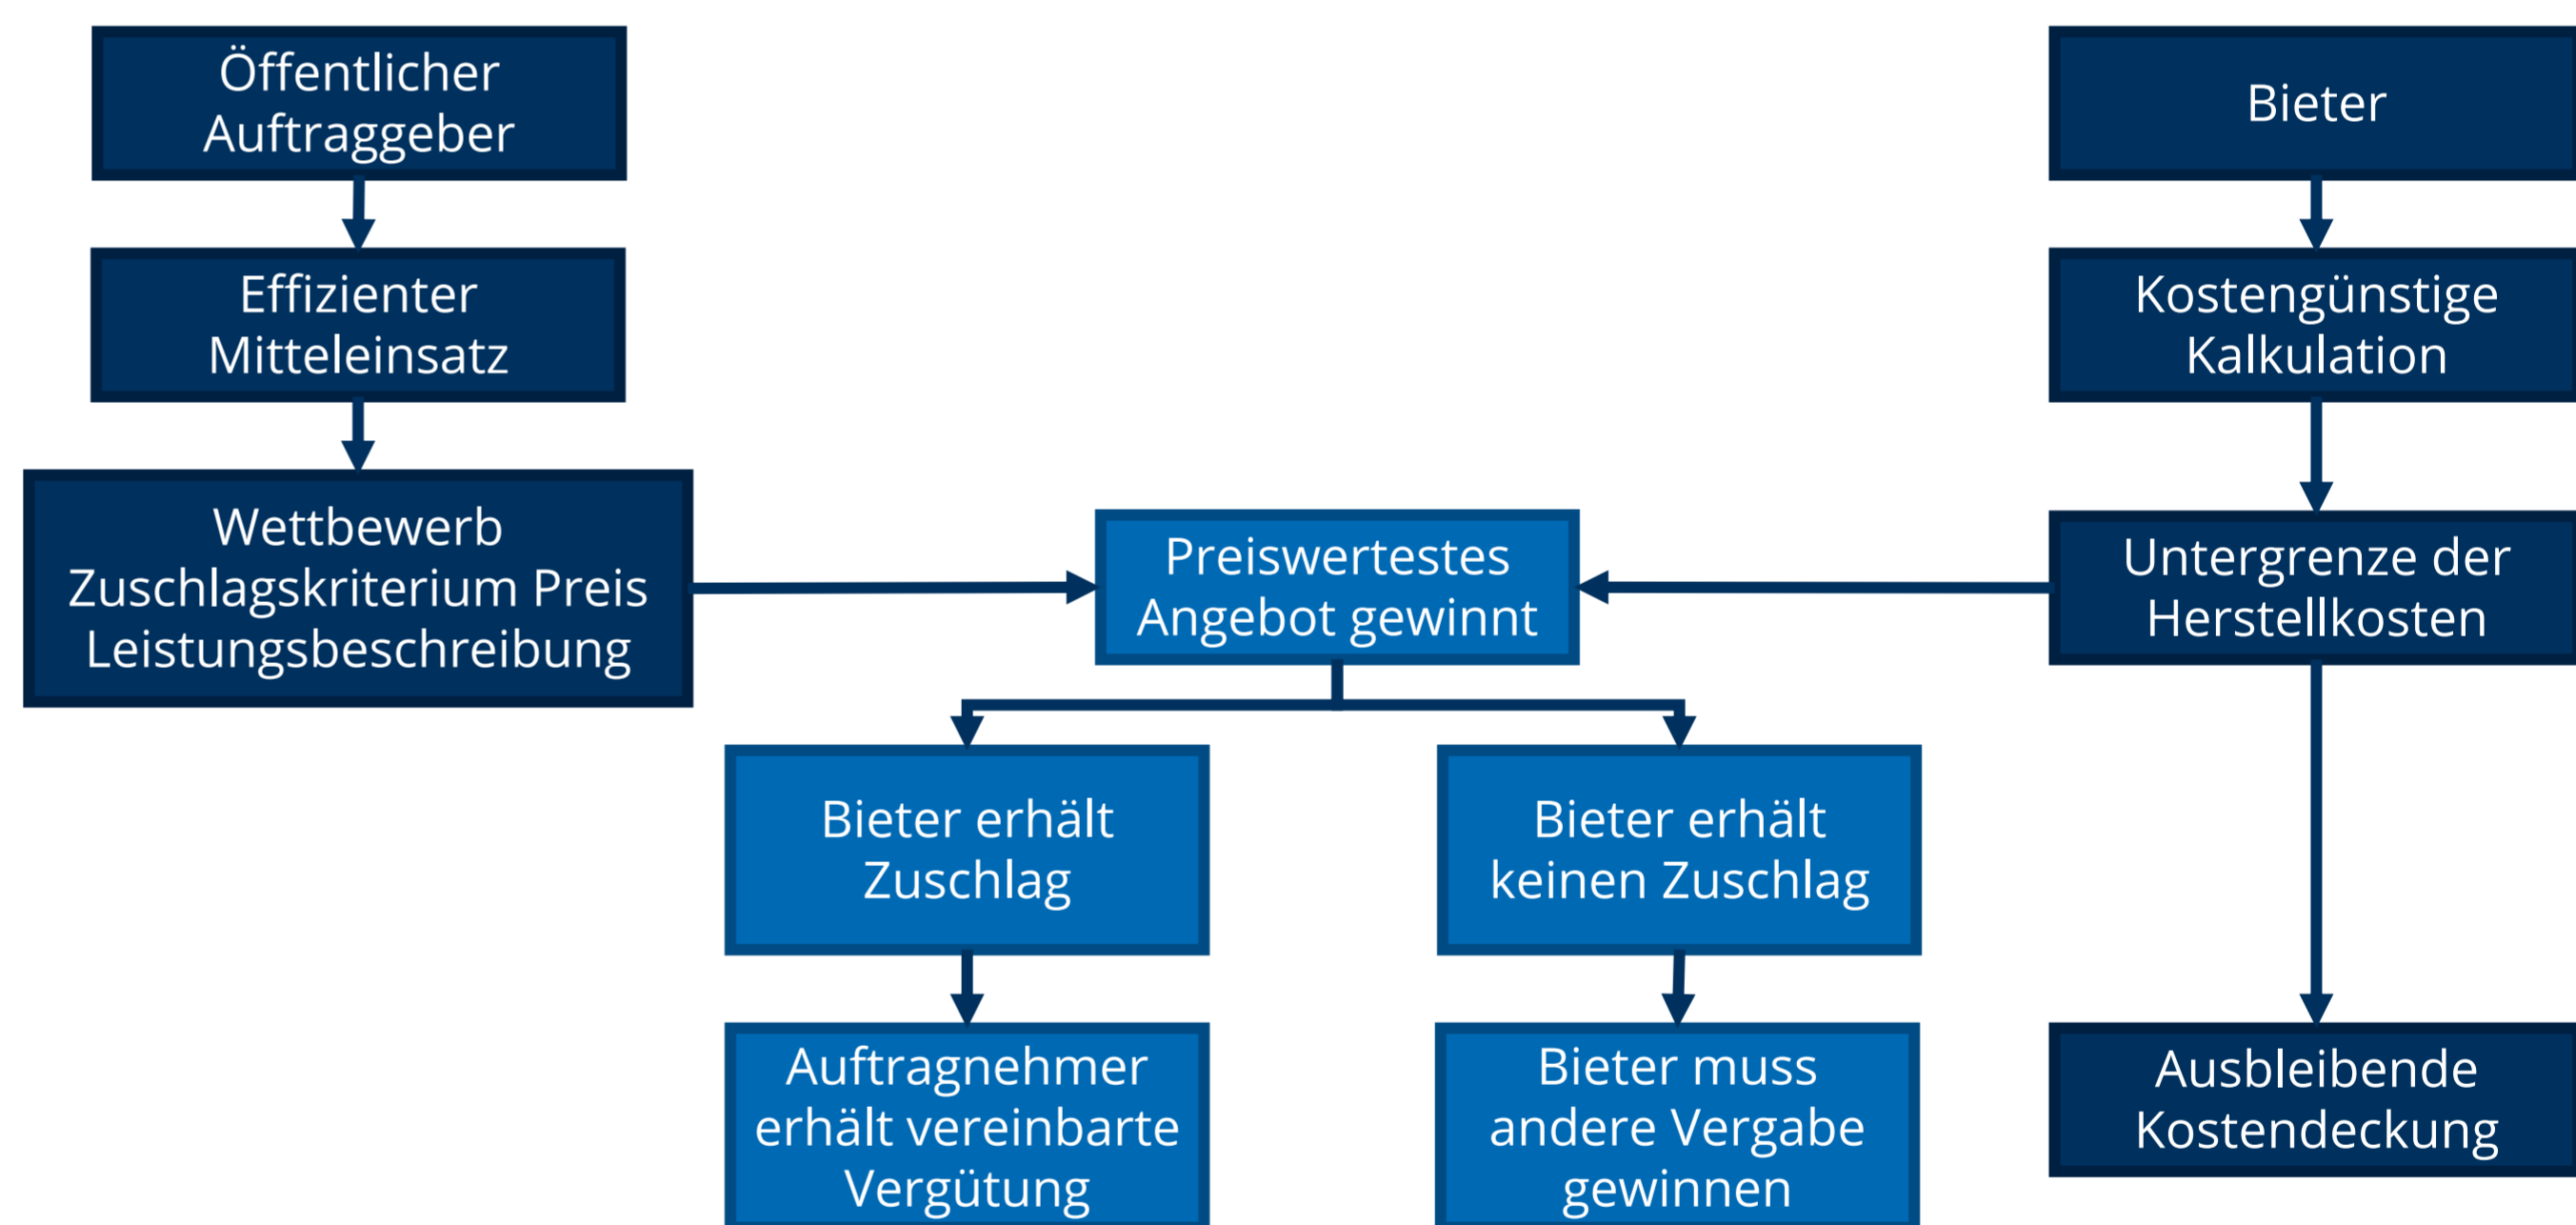 Öffentlicher
Auftraggeber
Bieter
Effizienter
Mitteleinsatz
Kostengünstige
Kalkulation
Wettbewerb
Zuschlagskriterium Preis
Leistungsbeschreibung
Preiswertestes
Angebot gewinnt
Untergrenze der
Herstellkosten
Bieter erhält
Zuschlag
Bieter erhält
keinen Zuschlag
Auftragnehmer
erhält vereinbarte
Vergütung
Bieter muss
andere Vergabe
gewinnen
Ausbleibende
Kostendeckung